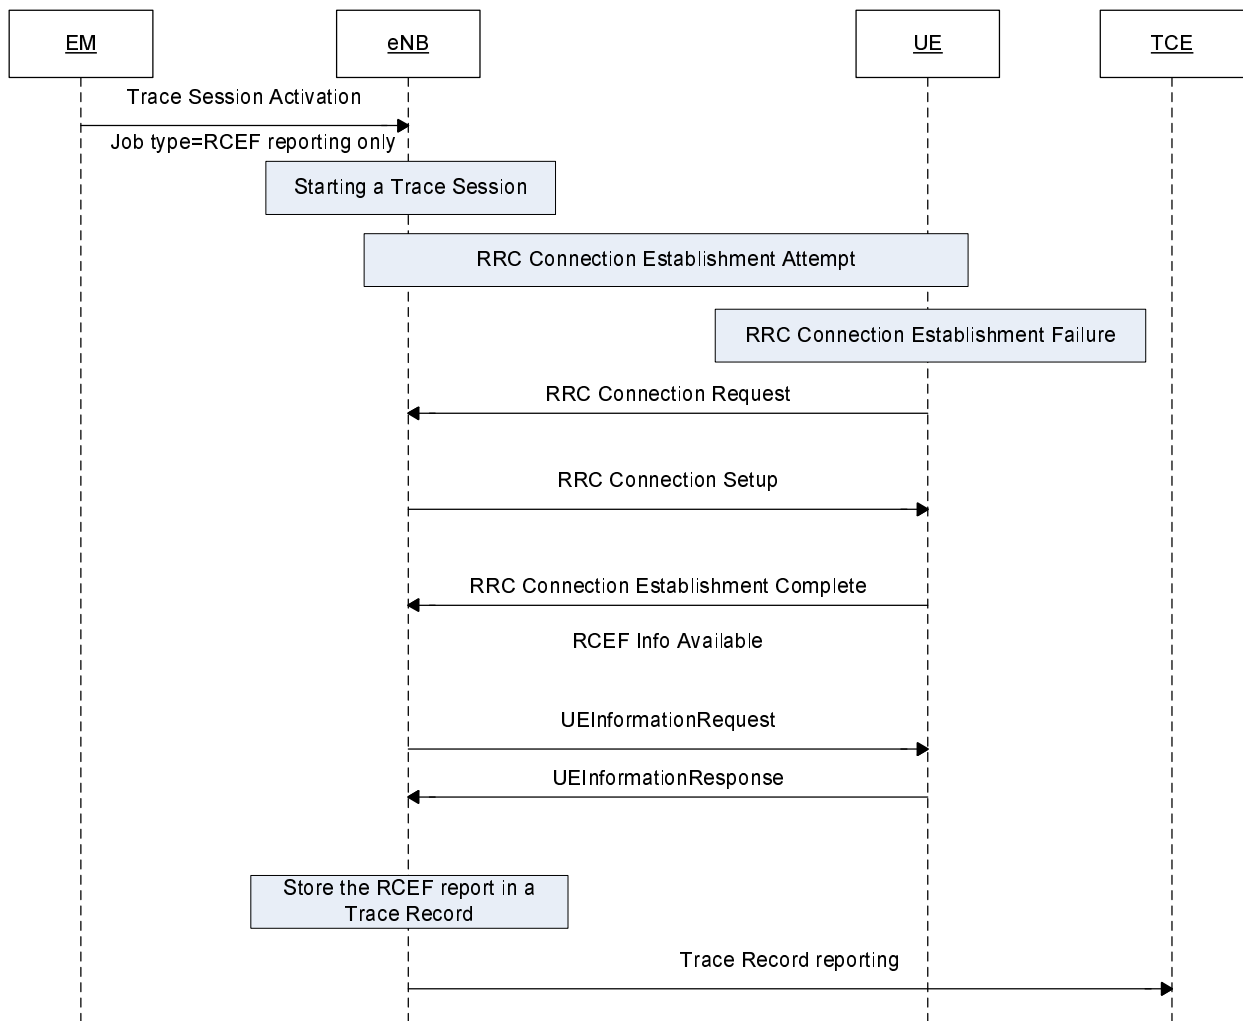 EM
eNB
UE
TCE
Trace Session Activation
Job type=RCEF reporting only
Starting a Trace Session
RRC Connection Establishment Attempt
RRC Connection Establishment Failure
RRC Connection Request
RRC Connection Setup
RRC Connection Establishment Complete
RCEF Info Available
UEInformationRequest
UEInformationResponse
Store the RCEF report in a
Trace Record
Trace Record reporting